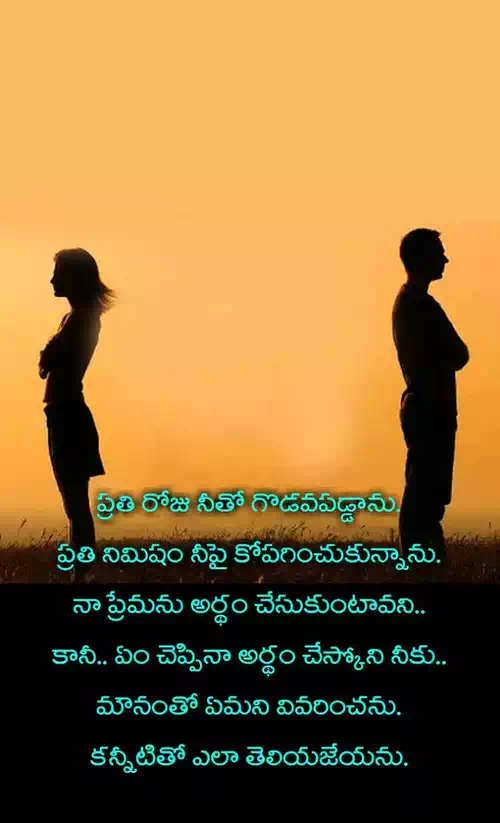 ప్రతి రోజు నీతో గొడవపడ్డాను.
ప్రతి నిమిషం నీపై కోపగించుకున్నాను.
నా ప్రేమను అర్థం చేసుకుంటావని..
కానీ.. ఏం చెప్పినా అర్థం చేస్కోని నీకు..
మౌనంతో ఏమని వివరించను.
కన్నీటితో ఎలా తెలియజేయను.